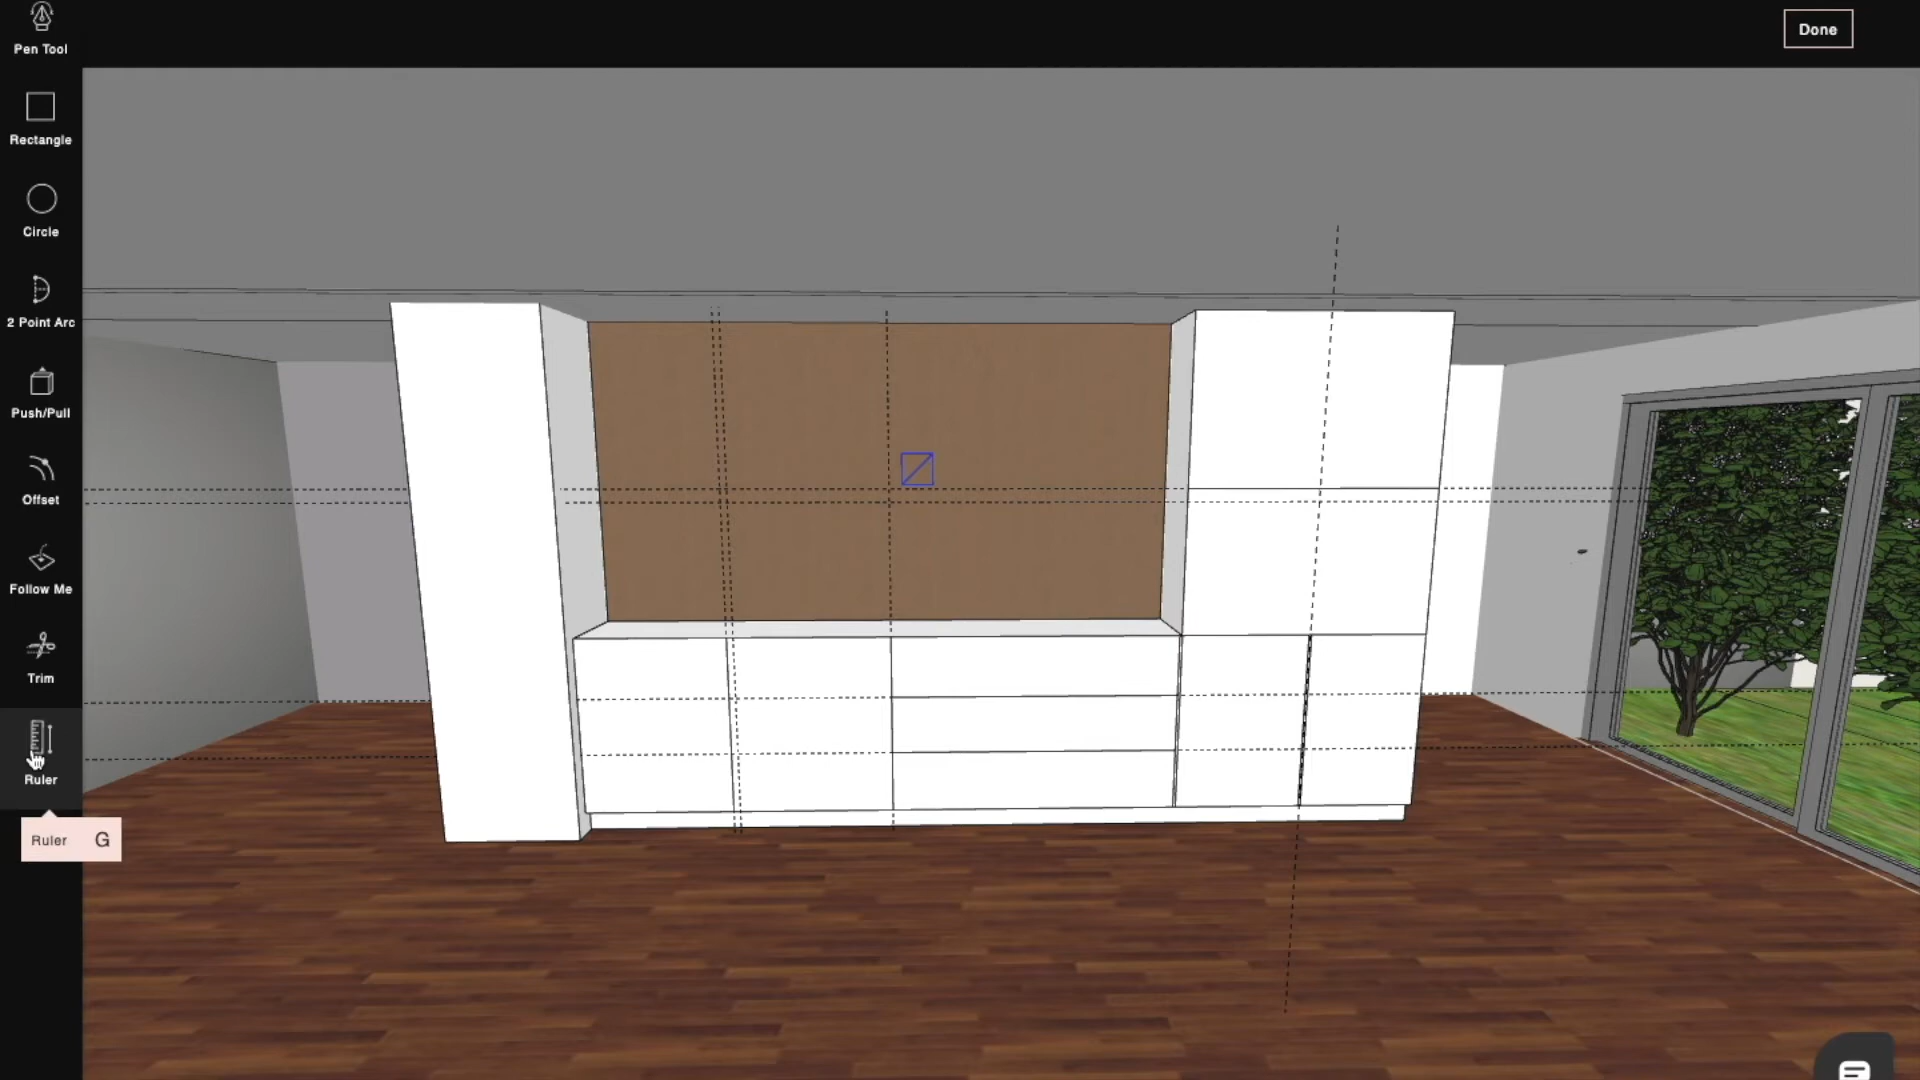 Pen Tool
Done
Rectangle
Circle
2 Point Arc
Push/Pull
Offset
Follow Me
Trim
Ruler
Ruler G